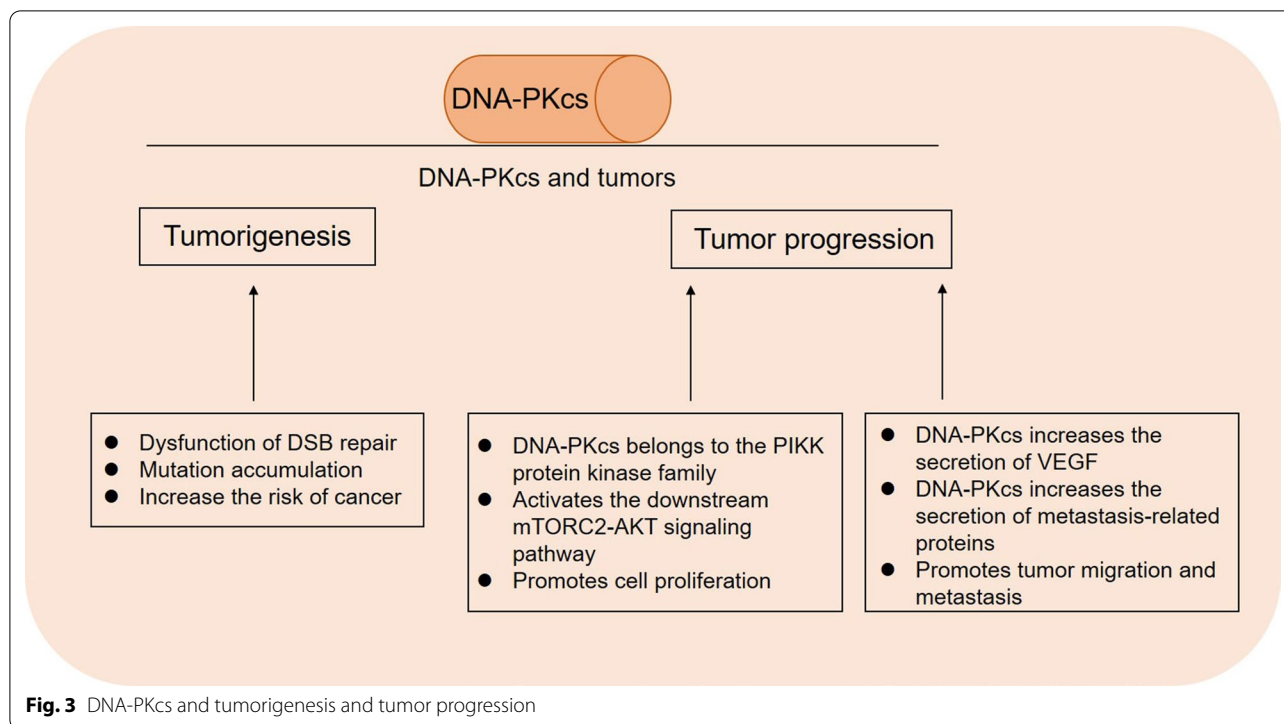 DNA-PKcs
DNA-PKcs and tumors
Tumorigenesis
Tumor progression
● Dysfunction of DSB repair
● Mutation accumulation
● Increase the risk of cancer
● DNA-PKcs belongs to the PIKK
protein kinase family
● Activates the downstream
mTORC2-AKT signaling
pathway
● Promotes cell proliferation
● DNA-PKcs increases the
secretion of VEGF
● DNA-PKcs increases the
secretion of metastasis-related
proteins
● Promotes tumor migration and
metastasis
Fig. 3 DNA-PKcs and tumorigenesis and tumor progression